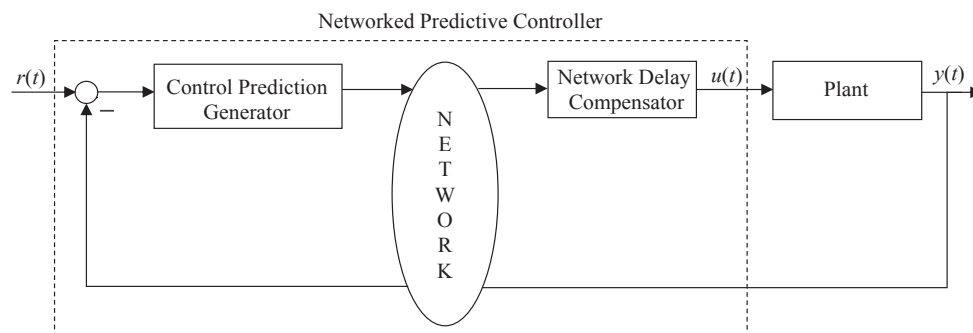 Networked Predictive Controller
r(t)
Control Prediction
Generator
N
E
T
W
O
R
K
Network Delay
Compensator
u(t)
Plant
y(t)